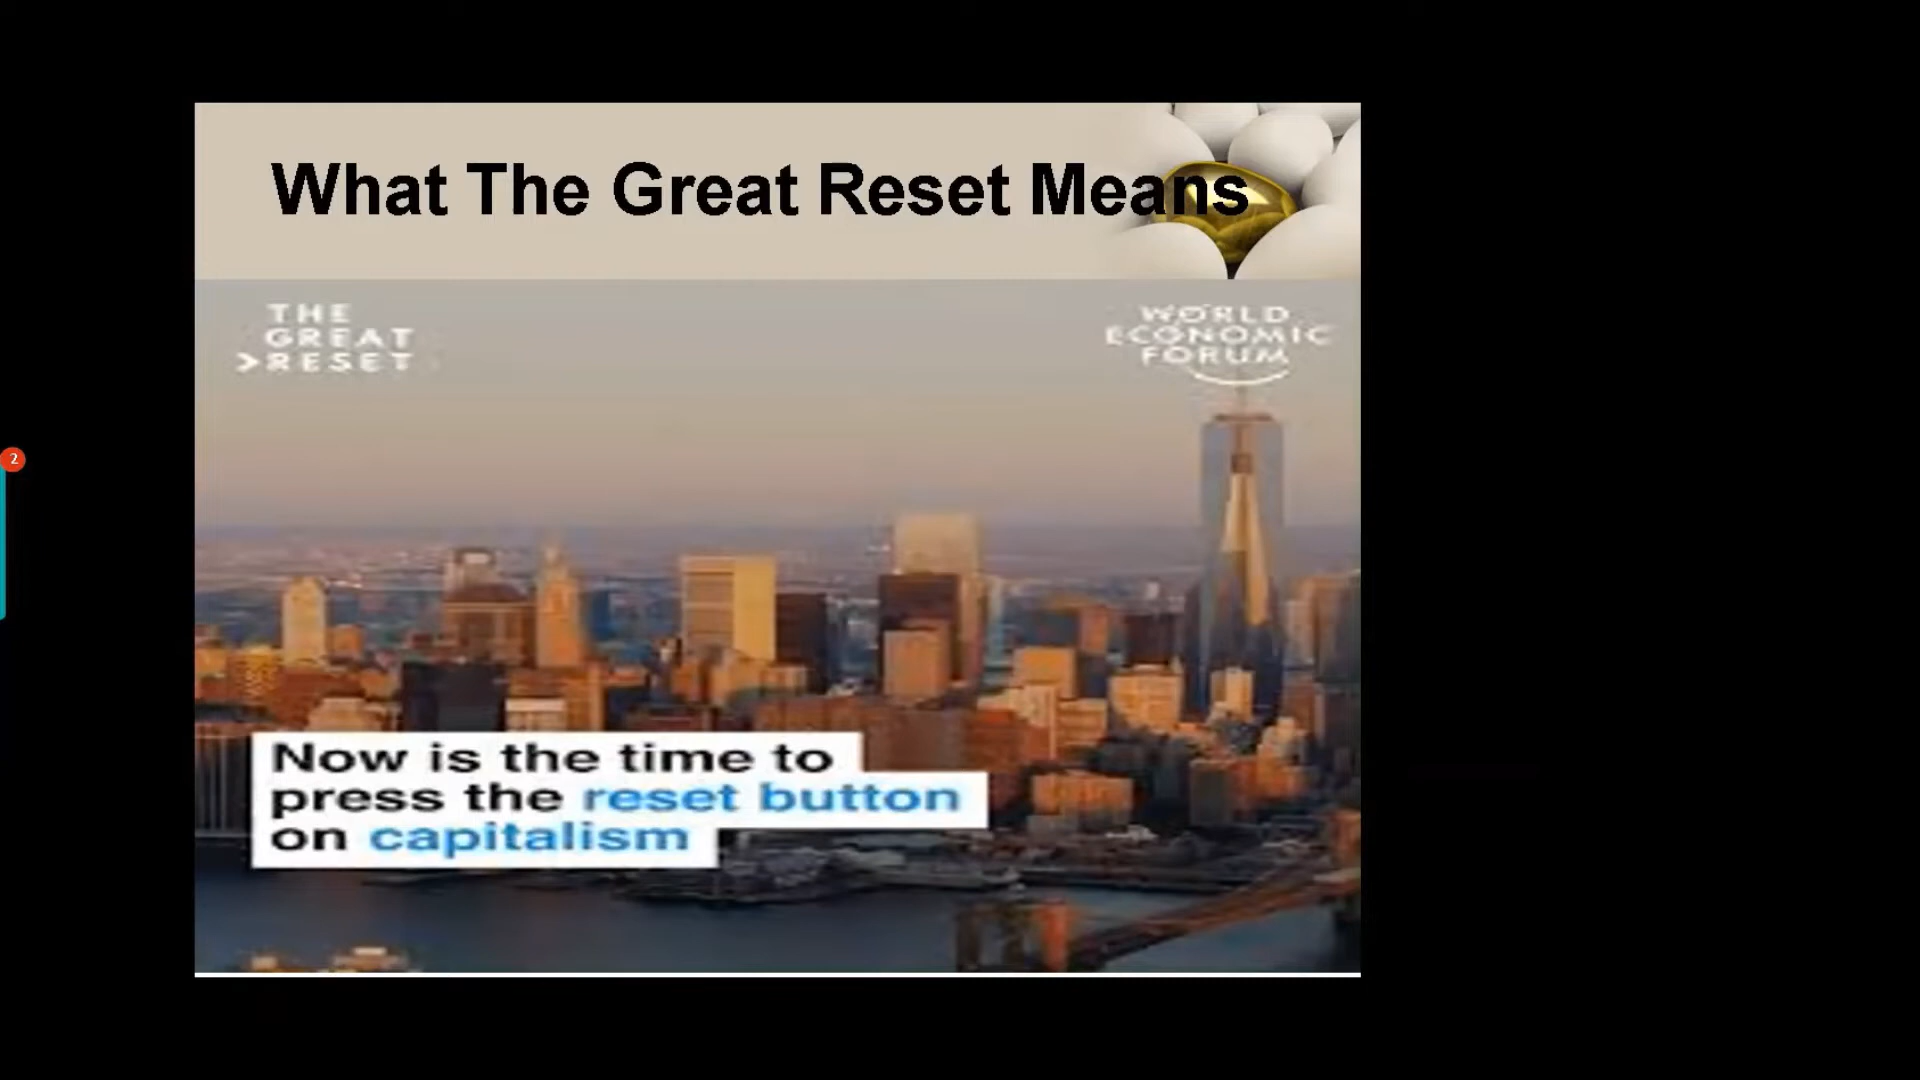 What The Great Reset Means
THE
GREAT
>RESET
WORLD
ECONOMIC
FORUM
2
Now is the time to
press the reset button
on capitalism